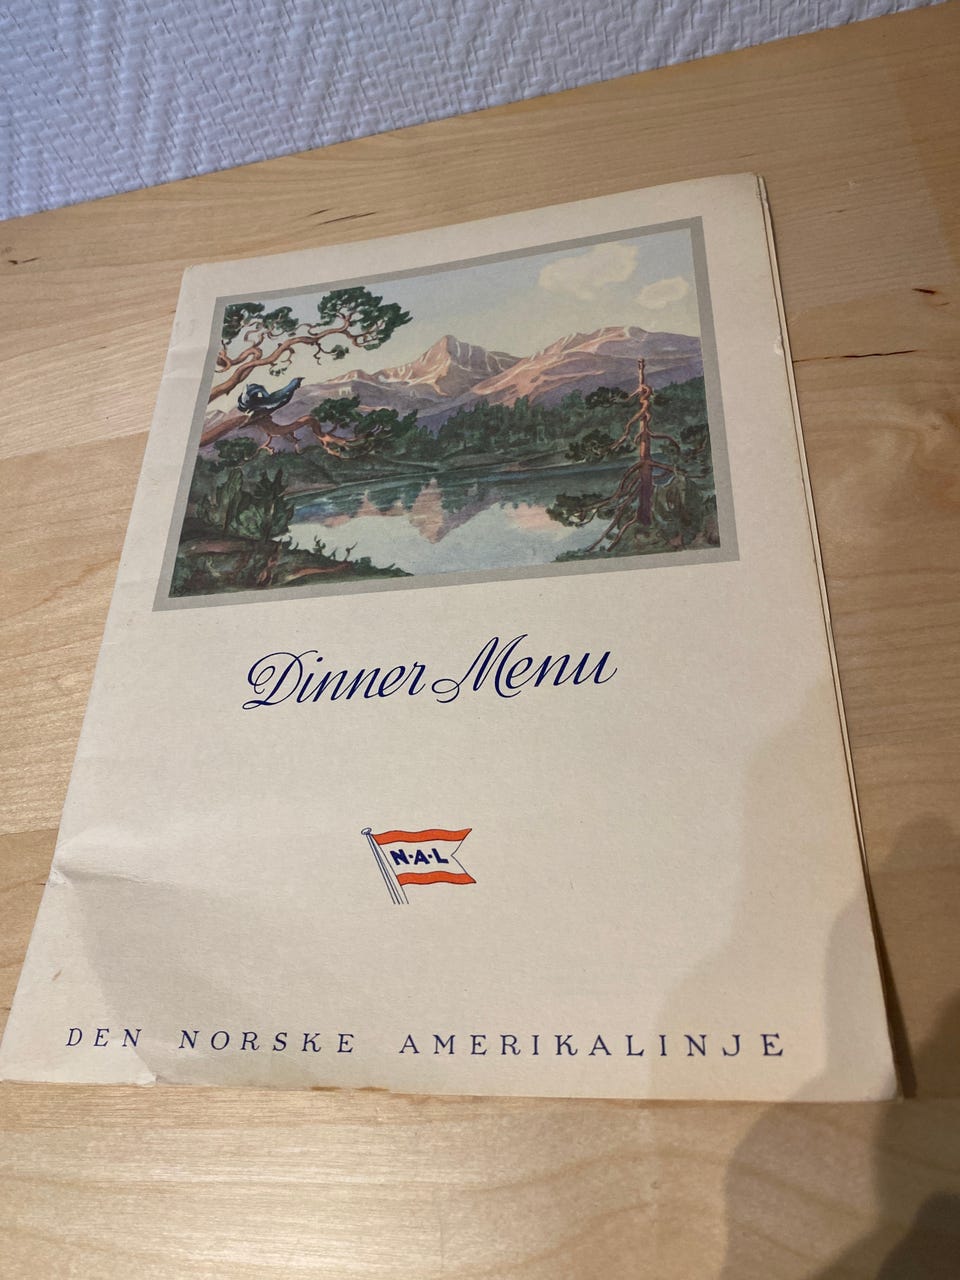 Dinner Menu
N·A·L
DEN NORSKE AMERIKALINJE